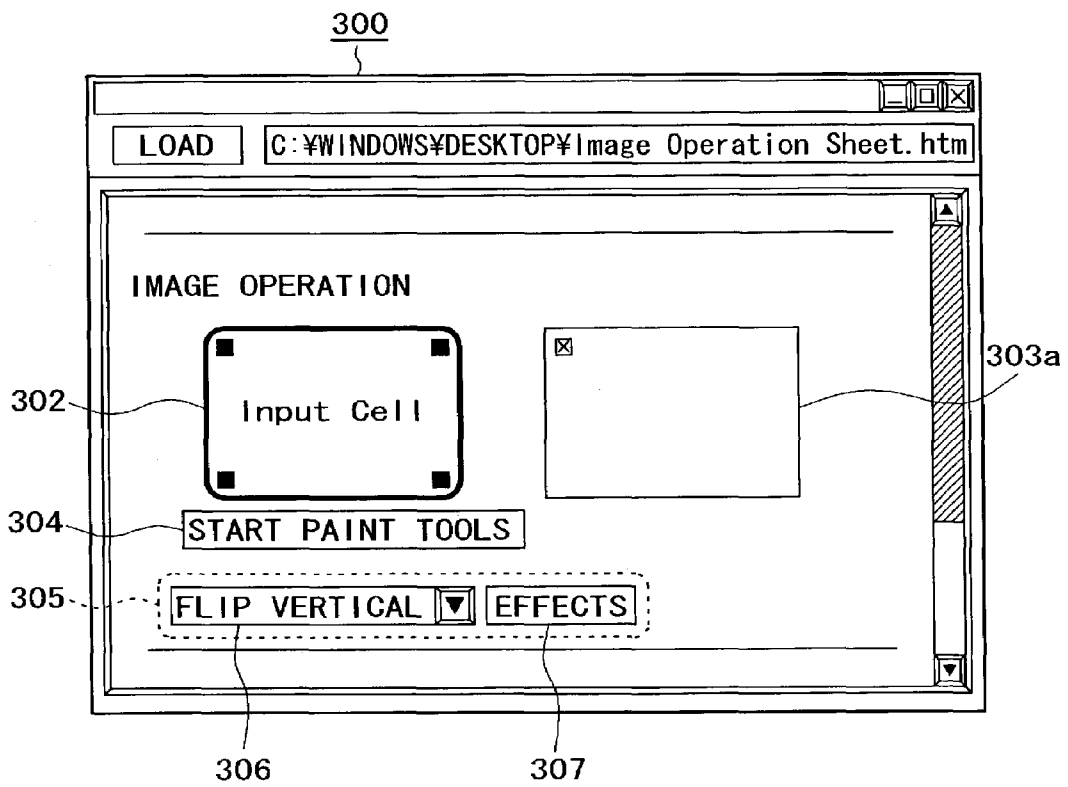 300
LOAD C:¥WINDOWS¥DESKTOP¥Image Operation Sheet.htm
IMAGE OPERATION
303a
302 Input Cell
304 START PAINT TOOLS
305 FLIP VERTICAL EFFECTS
306 307